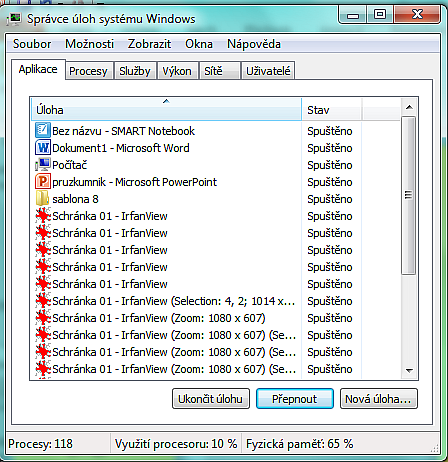 Správce úloh systému Windows
Soubor Možnosti Zobrazit Okna Nápověda
Aplikace Procesy Služby Výkon Sítě Uživatelé
Úloha Stav
Bez názvu - SMART Notebook Spuštěno
Dokument1 - Microsoft Word Spuštěno
Počítač Spuštěno
pruzkumnik - Microsoft PowerPoint Spuštěno
sablona 8 Spuštěno
Schránka 01 - IrfanView Spuštěno
Schránka 01 - IrfanView Spuštěno
Schránka 01 - IrfanView Spuštěno
Schránka 01 - IrfanView Spuštěno
Schránka 01 - IrfanView Spuštěno
Schránka 01 - IrfanView (Selection: 4, 2; 1014 x... Spuštěno
Schránka 01 - IrfanView (Zoom: 1080 x 607) Spuštěno
Schránka 01 - IrfanView (Zoom: 1080 x 607) (Se... Spuštěno
Schránka 01 - IrfanView (Zoom: 1080 x 607) (Se... Spuštěno
Schránka 01 - IrfanView (Zoom: 1080 x 607) (Se... Spuštěno
Ukončit úlohu Přepnout Nová úloha...
Procesy: 118 Využití procesoru: 10 % Fyzická paměť: 65 %